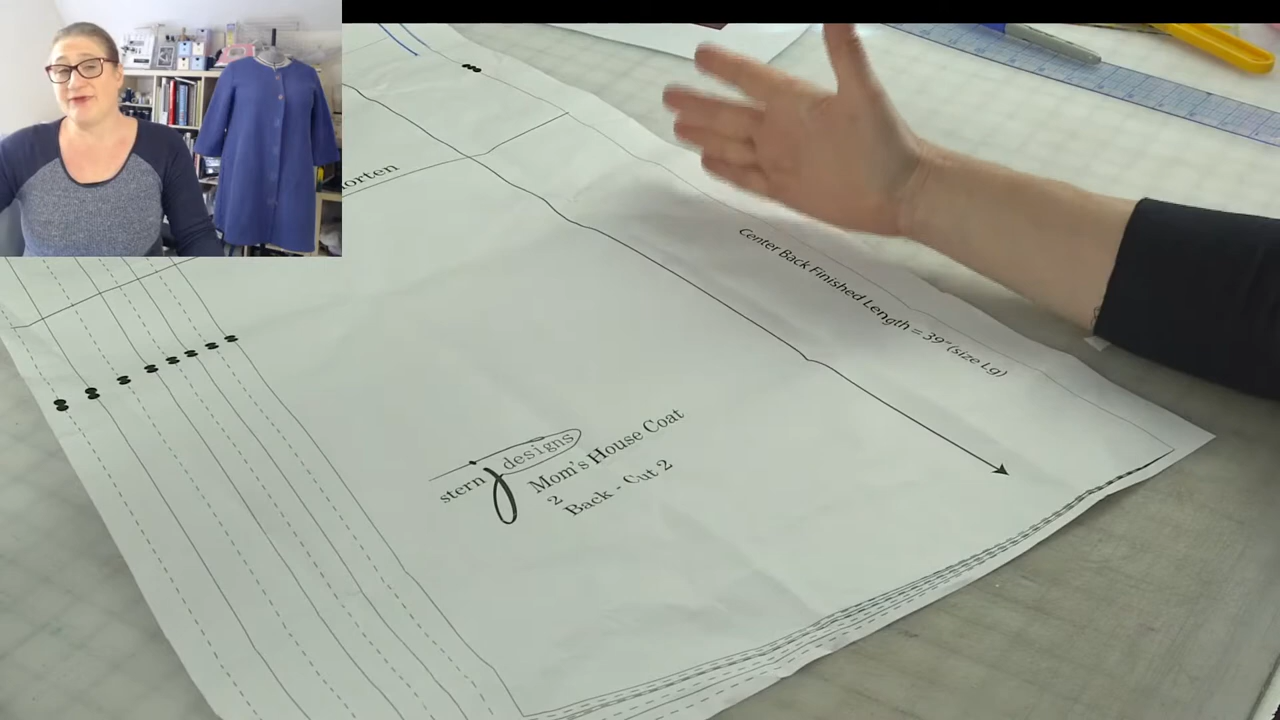 orten
Center Back Finished Length = 39" (size Lg)
stern j designs
Mom's House Coat
2
Back - Cut 2